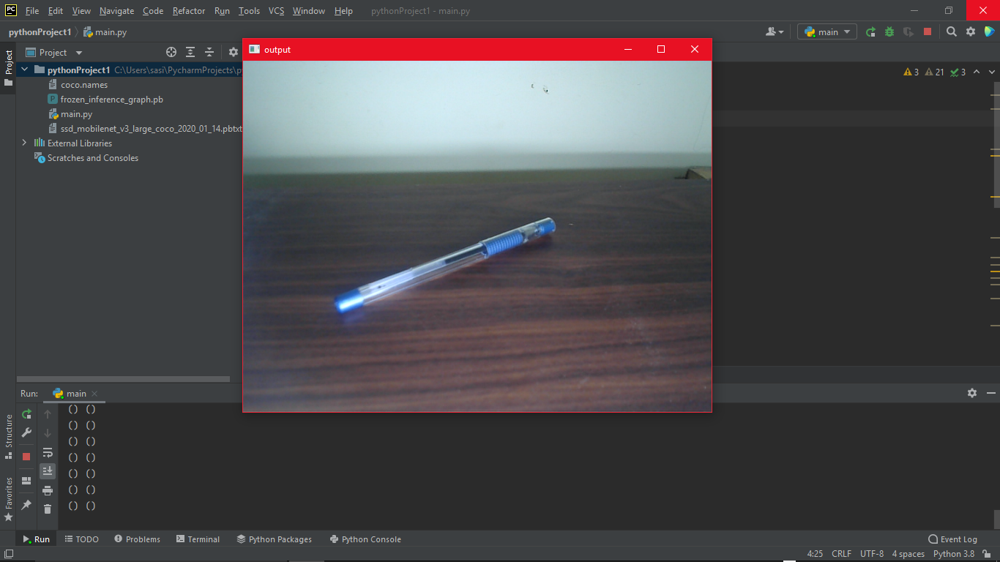 PC File Edit View Navigate Code Refactor Run Tools VCS Window Help pythonProject1 - main.py
pythonProject1 main.py main
output
Project
Project
pythonProject1 C:\Users\sasi\PycharmProjects\p
3 21 3
coco.names
frozen_inference_graph.pb
main.py
ssd_mobilenet_v3_large_coco_2020_01_14.pbtxt
External Libraries
Scratches and Consoles
Run: main
() ()
() ()
() ()
() ()
() ()
() ()
() ()
Structure
Favorites
Run TODO Problems Terminal Python Packages Python Console Event Log
4:25 CRLF UTF-8 4 spaces Python 3.8